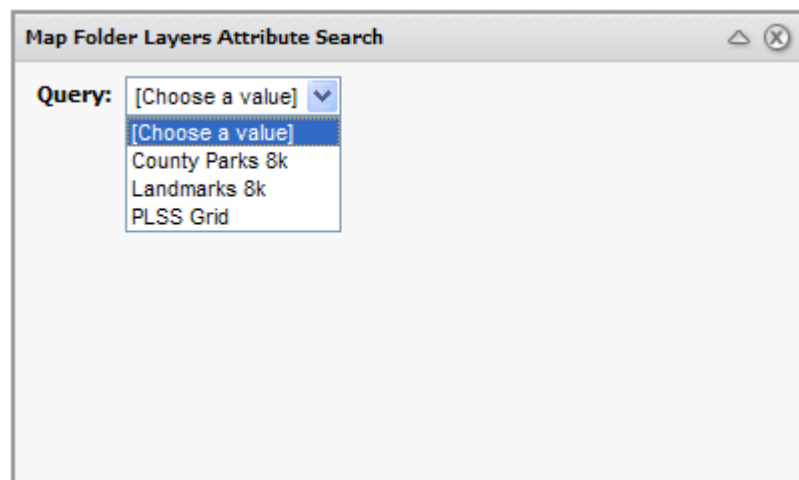 Map Folder Layers Attribute Search
Query: [Choose a value]
[Choose a value]
County Parks 8k
Landmarks 8k
PLSS Grid